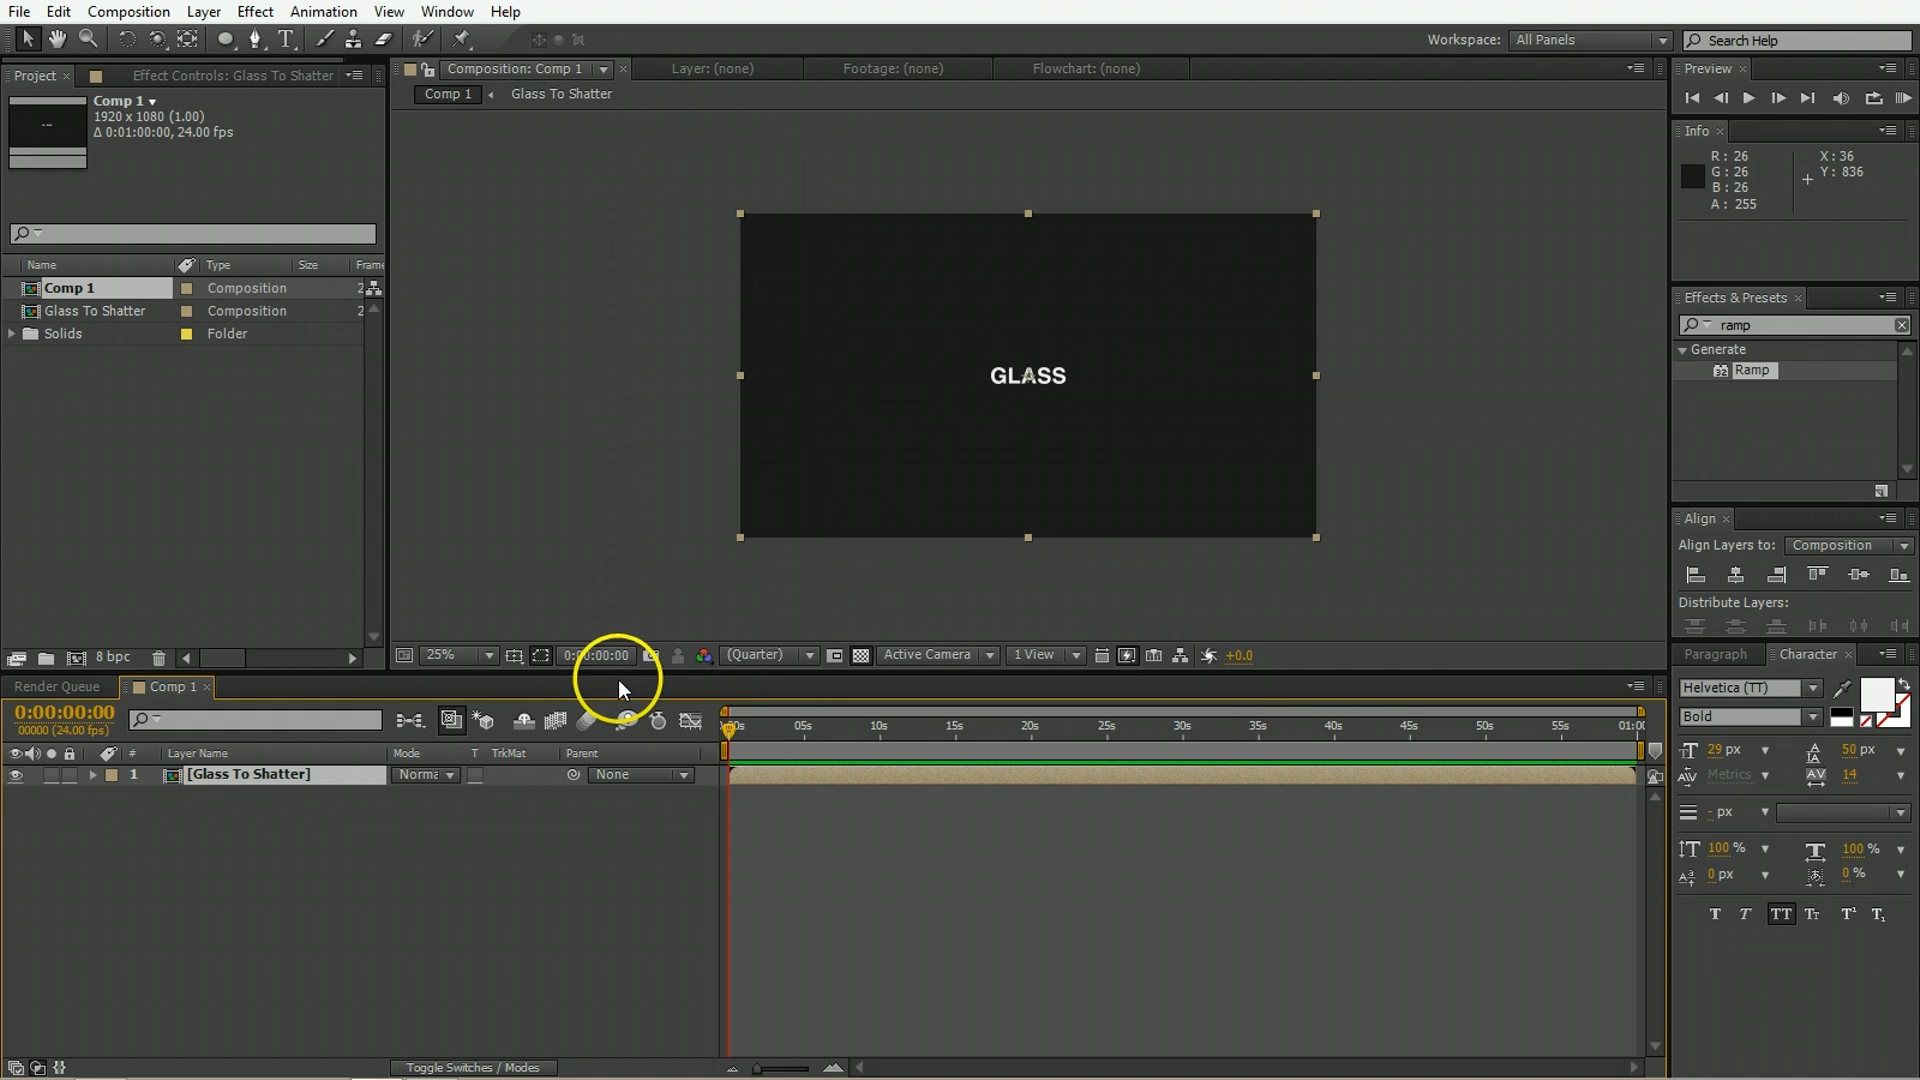 File Edit Composition Layer Effect Animation View Window Help
Workspace: All Panels
Search Help
Project
Effect Controls: Glass To Shatter
Comp 1
1920 x 1080 (1.00)
Δ 0:01:00:00, 24.00 fps
Name Type Size Frame
Comp 1 Composition 2
Glass To Shatter Composition 2
Solids Folder
8 bpc
Composition: Comp 1
Layer: (none)
Footage: (none)
Flowchart: (none)
Comp 1 Glass To Shatter
GLASS
25%
0:00:00:00
(Quarter)
Active Camera
1 View
+0.0
Preview
Info
R: 26
G: 26
B: 26
A: 255
X: 36
Y: 836
Effects & Presets
ramp
Generate
32 Ramp
Align
Align Layers to: Composition
Distribute Layers:
Paragraph Character
Helvetica (TT)
Bold
29 px
50 px
Metrics
14
- px
100 %
100 %
0 px
0 %
T T TT Tt T¹ T₁
Render Queue
Comp 1
0:00:00:00
00000 (24.00 fps)
# Layer Name Mode T TrkMat Parent
1 [Glass To Shatter] Norma None
00s 05s 10s 15s 20s 25s 30s 35s 40s 45s 50s 55s 01:00
Toggle Switches / Modes